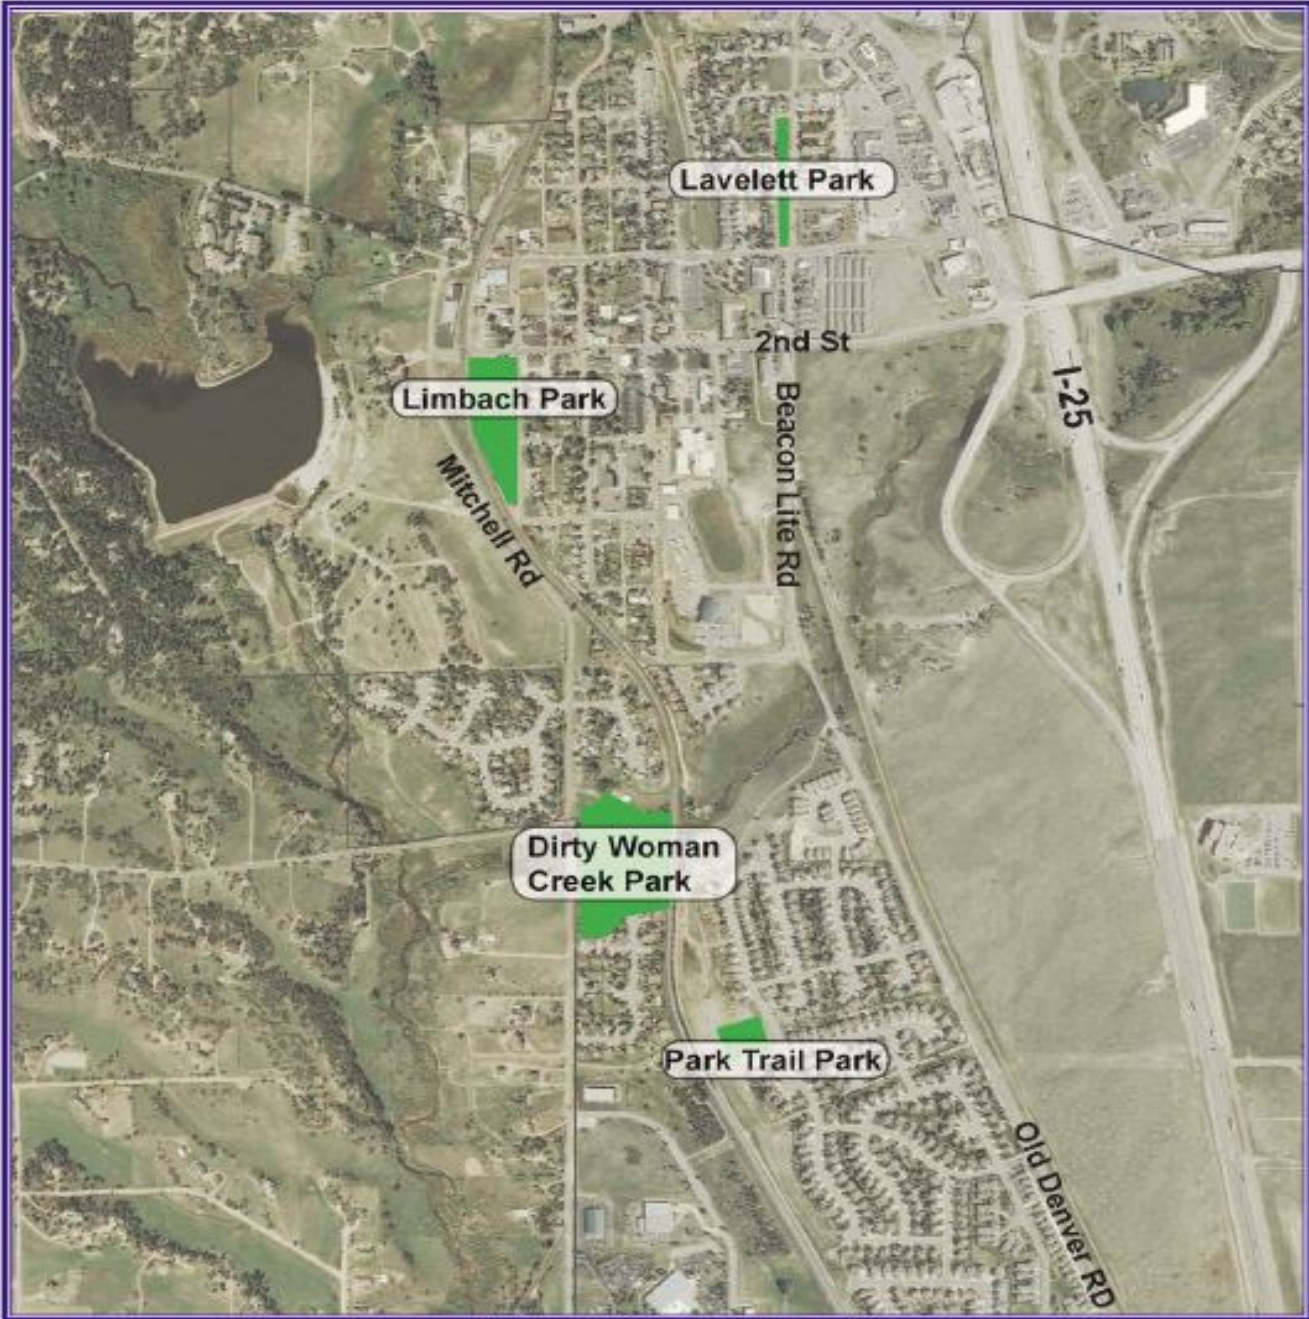 Lavelett Park
2nd St
I-25
Limbach Park
Beacon Lite Rd
Mitchell Rd
Dirty Woman
Creek Park
Park Trail Park
Old Denver RD